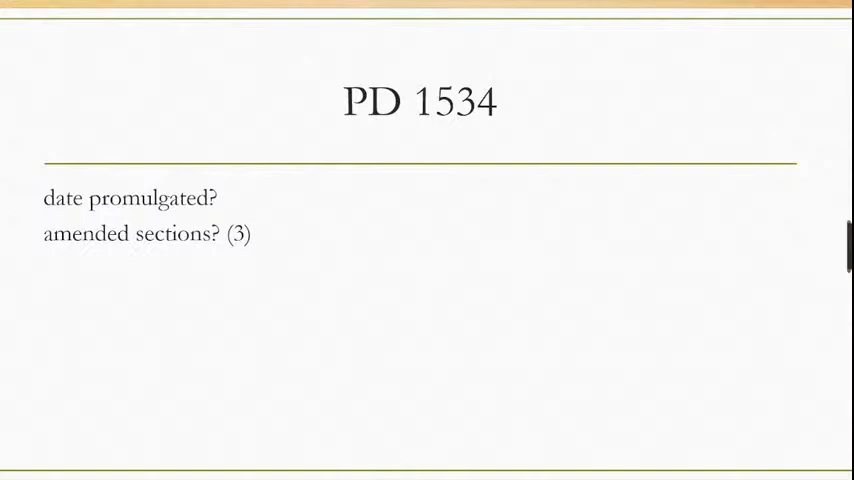 PD 1534
date promulgated?
amended sections? (3)